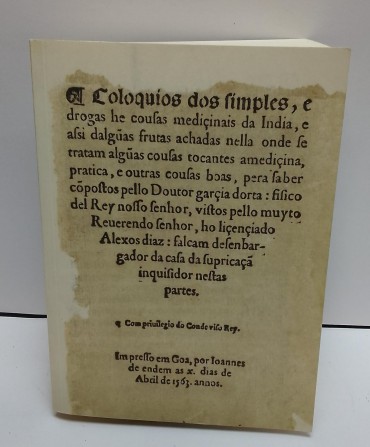 Coloquios dos simples, e
drogas he cousas mediçinais da India, e
assi dalgũas frutas achadas nella onde se
tratam algũas cousas tocantes amediçina,
pratica, e outras cousas boas, pera saber
cõpostos pello Doutor garçia dorta: fisico
del Rey nosso senhor, vistos pello muyto
Reuerendo senhor, ho liçençiado
Alexos diaz: falcam desenbar-
gador da casa da supricaçã
inquisidor nestas
partes.
Com priuilegio do Conde viso Rey.
Impresso em Goa, por Ioannes
de endem as x. dias de
Abril de 1563. annos.